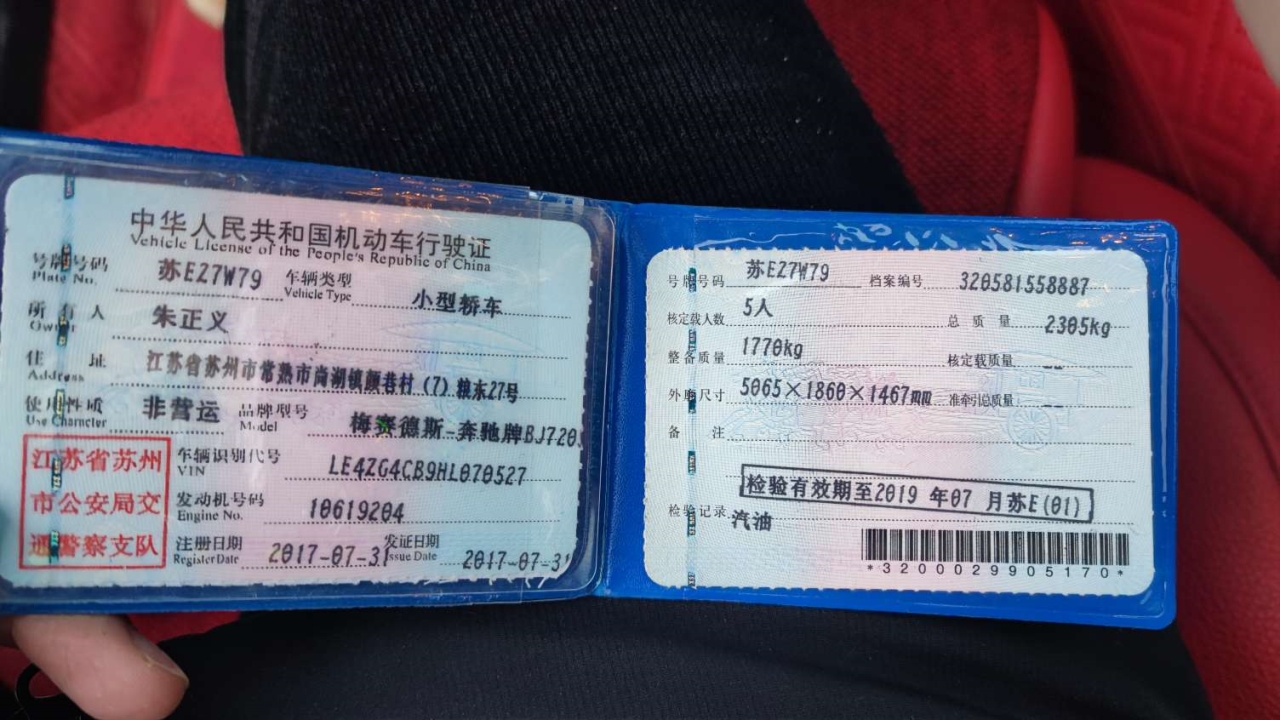 中华人民共和国机动车行驶证
Vehicle License of the People's Republic of China
号牌号码 苏EZ7W79 车辆类型 小型轿车
Plate No. Vehicle Type
所有人 朱正义
Owner
住址 江苏省苏州市常熟市尚湖镇颜巷村(7)粮东27号
Address
使用性质 非营运 品牌型号 梅赛德斯-奔驰牌BJ720
Use Character Model
江苏省苏州
市公安局交
通警察支队
车辆识别代号 LE4ZG4CB9HL070527
VIN
发动机号码 10619204
Engine No.
注册日期 2017-07-31 发证日期 2017-07-31
Register Date Issue Date
号牌号码 苏EZ7W79 档案编号 320581558887
核定载人数 5人 总质量 2305kg
整备质量 1770kg 核定载质量 --
外廓尺寸 5065×1860×1467mm 准牵引总质量 --
备注
检验有效期至2019年07月苏E(01)
检验记录 汽油
*3200029905170*